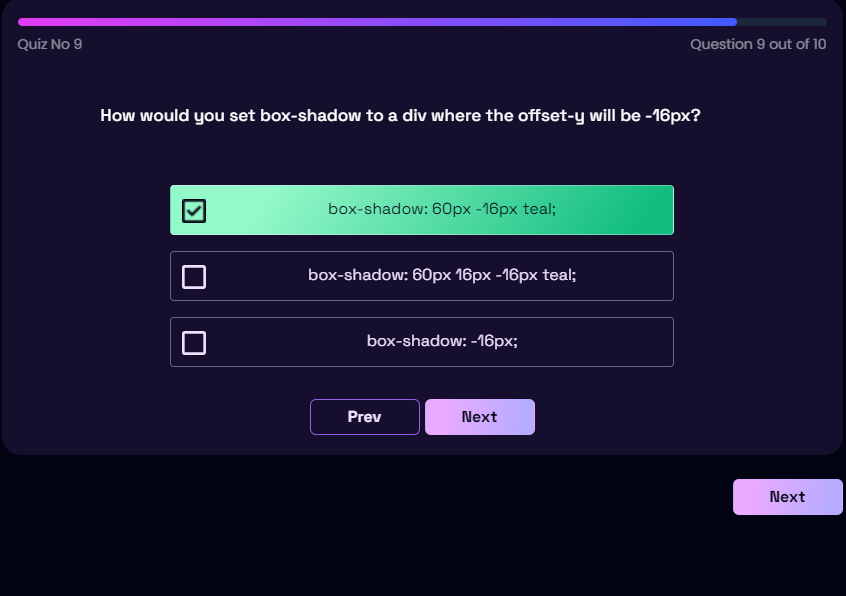 Quiz No 9
Question 9 out of 10
How would you set box-shadow to a div where the offset-y will be -16px?
box-shadow: 60px -16px teal;
box-shadow: 60px 16px -16px teal;
box-shadow: -16px;
Prev
Next
Next